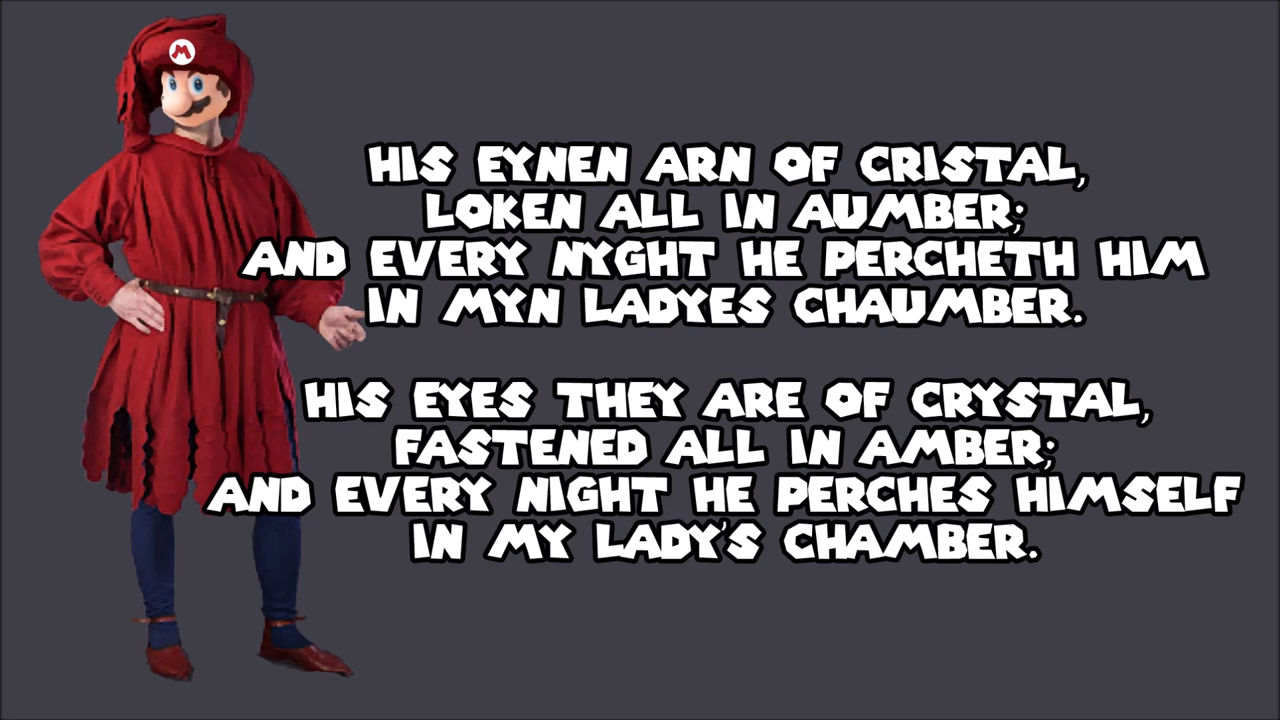 M
HIS EYNEN ARN OF CRISTAL,
LOKEN ALL IN AUMBER;
AND EVERY NYGHT HE PERCHETH HIM
IN MYN LADYES CHAUMBER.
HIS EYES THEY ARE OF CRYSTAL,
FASTENED ALL IN AMBER;
AND EVERY NIGHT HE PERCHES HIMSELF
IN MY LADY'S CHAMBER.